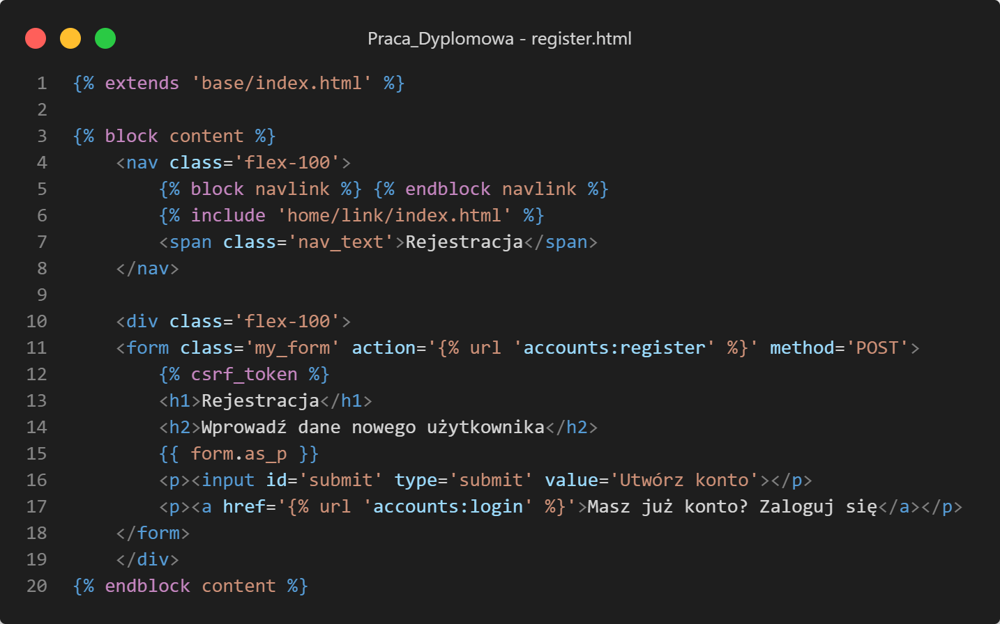 Praca_Dyplomowa - register.html
1 {% extends 'base/index.html' %}
2
3 {% block content %}
4     <nav class='flex-100'>
5         {% block navlink %} {% endblock navlink %}
6         {% include 'home/link/index.html' %}
7         <span class='nav_text'>Rejestracja</span>
8     </nav>
9
10     <div class='flex-100'>
11     <form class='my_form' action='{% url 'accounts:register' %}' method='POST'>
12         {% csrf_token %}
13         <h1>Rejestracja</h1>
14         <h2>Wprowadź dane nowego użytkownika</h2>
15         {{ form.as_p }}
16         <p><input id='submit' type='submit' value='Utwórz konto'></p>
17         <p><a href='{% url 'accounts:login' %}'>Masz już konto? Zaloguj się</a></p>
18     </form>
19     </div>
20 {% endblock content %}